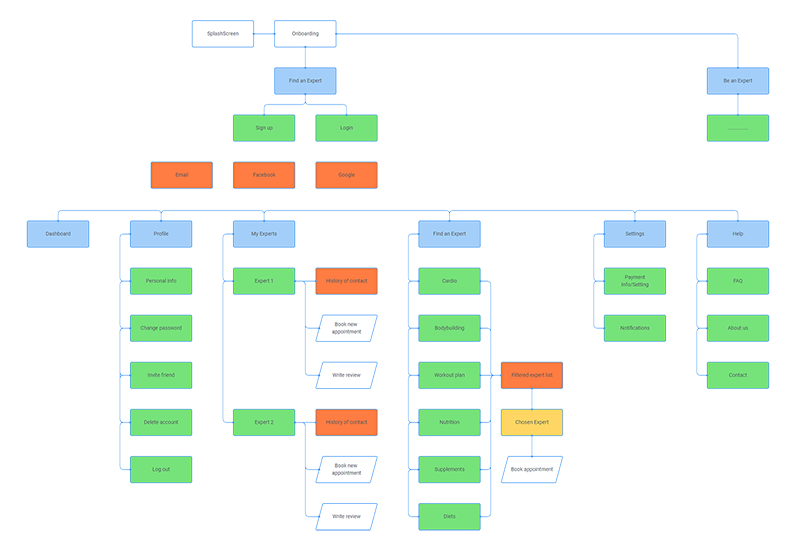 SplashScreen
Onboarding
Find an Expert
Be an Expert
Sign up
Login
Email
Facebook
Google
Dashboard
Profile
My Experts
Find an Expert
Settings
Help
Personal Info
Expert 1
History of contact
Cardio
Payment
Info/Setting
FAQ
Change password
Book new
appointment
Bodybuilding
Notifications
About us
Invite friend
Write review
Workout plan
Filtered expert list
Contact
Delete account
Expert 2
History of contact
Nutrition
Chosen Expert
Log out
Book new
appointment
Supplements
Book appointment
Write review
Diets